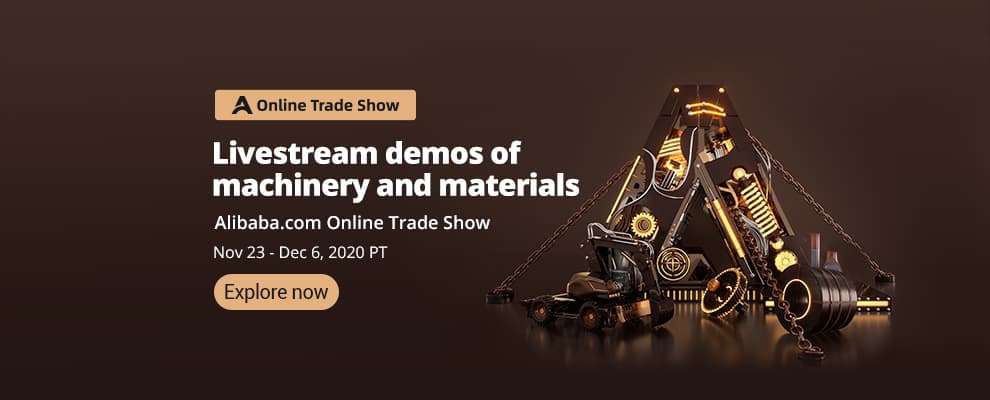 Online Trade Show
Livestream demos of
machinery and materials
Alibaba.com Online Trade Show
Nov 23 - Dec 6, 2020 PT
Explore now